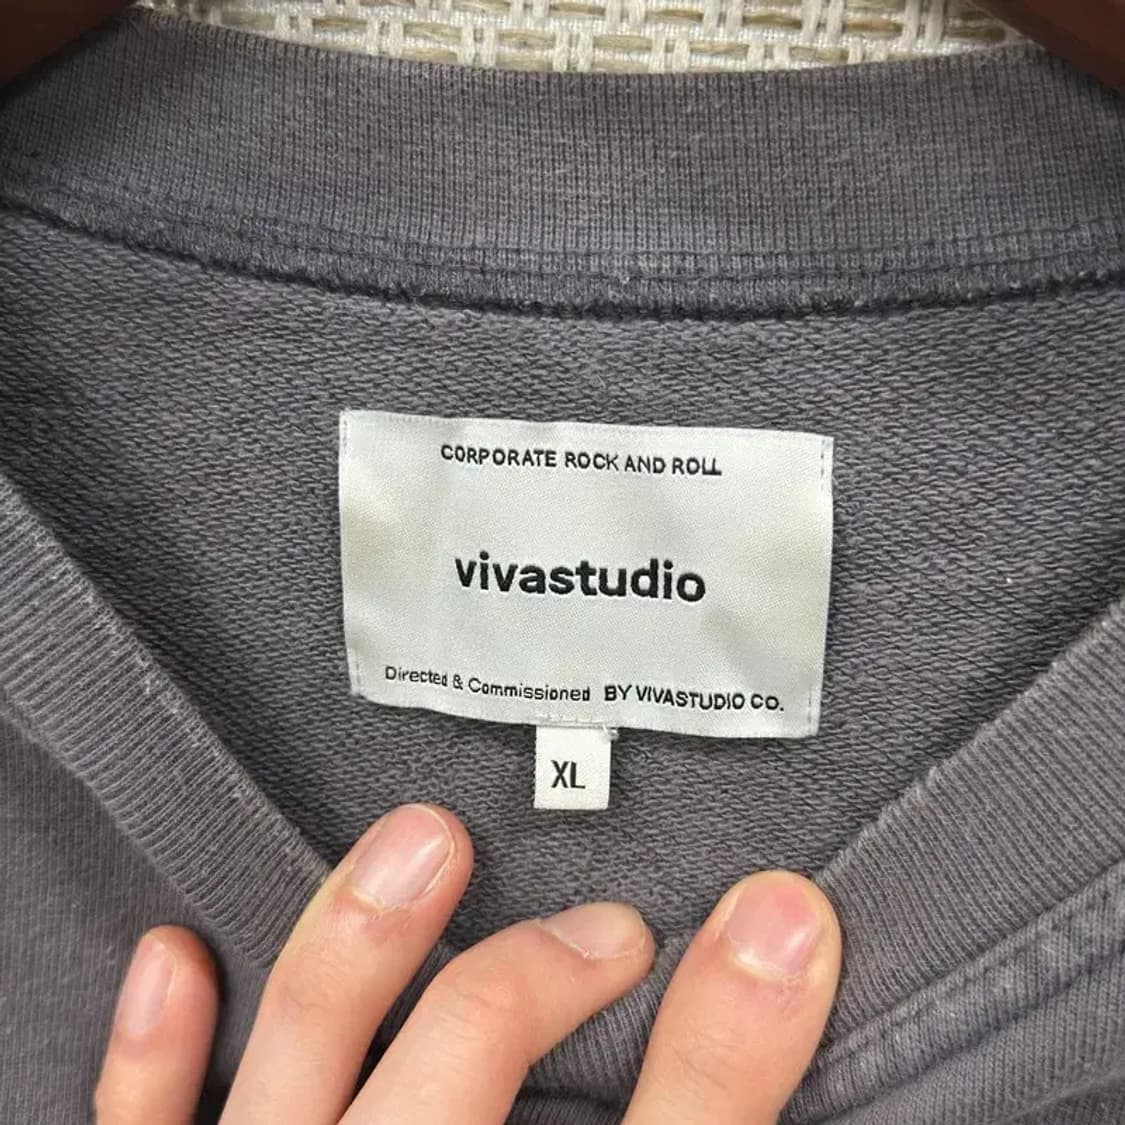 CORPORATE ROCK AND ROLL
vivastudio
Directed & Commissioned BY VIVASTUDIO CO.
XL